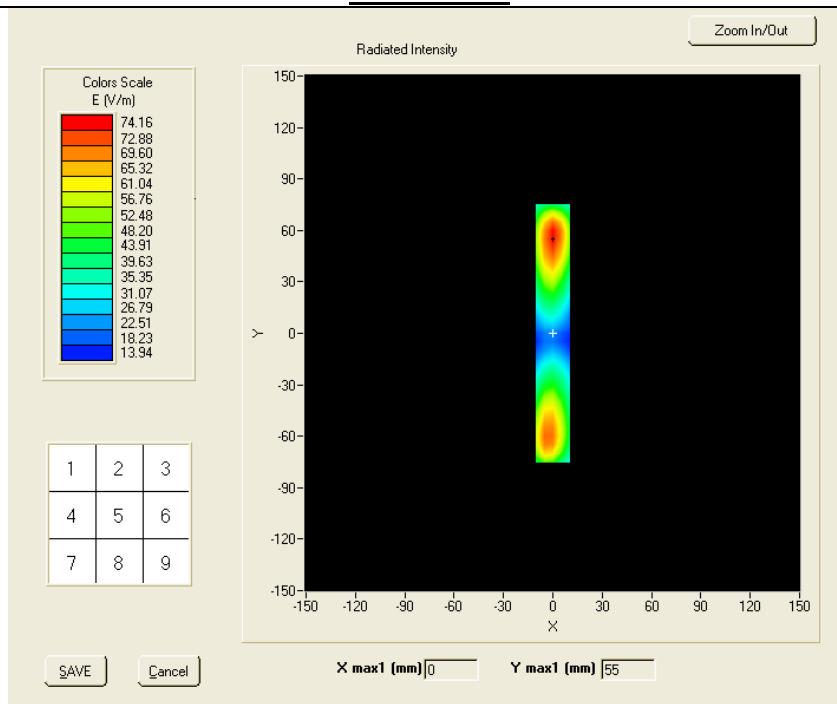 Zoom In/Out
Radiated Intensity
Colors Scale
E (V/m)
74.16
72.88
69.60
65.32
61.04
56.76
52.48
48.20
43.91
39.63
35.35
31.07
26.79
22.51
18.23
13.94
150
120
90
60
30
Y 0
-30
-60
-90
-120
-150
-150 -120 -90 -60 -30 0 30 60 90 120 150
X
1 2 3
4 5 6
7 8 9
SAVE Cancel X max1 (mm) 0 Y max1 (mm) 55